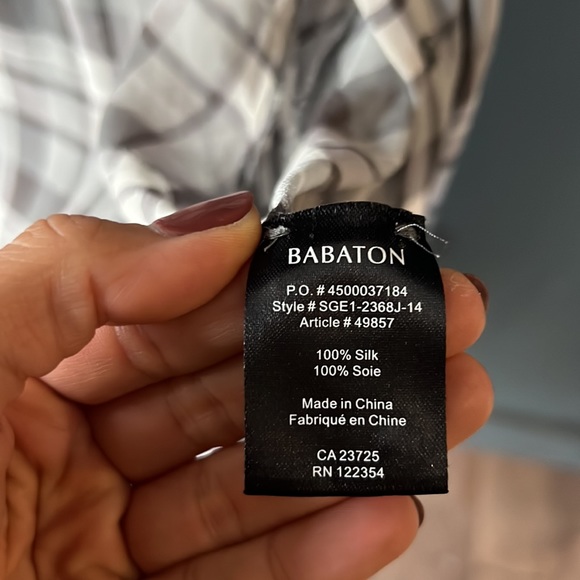 BABATON
P.O. # 4500037184
Style # SGE1-2368J-14
Article # 49857
100% Silk
100% Soie
Made in China
Fabriqué en Chine
CA 23725
RN 122354